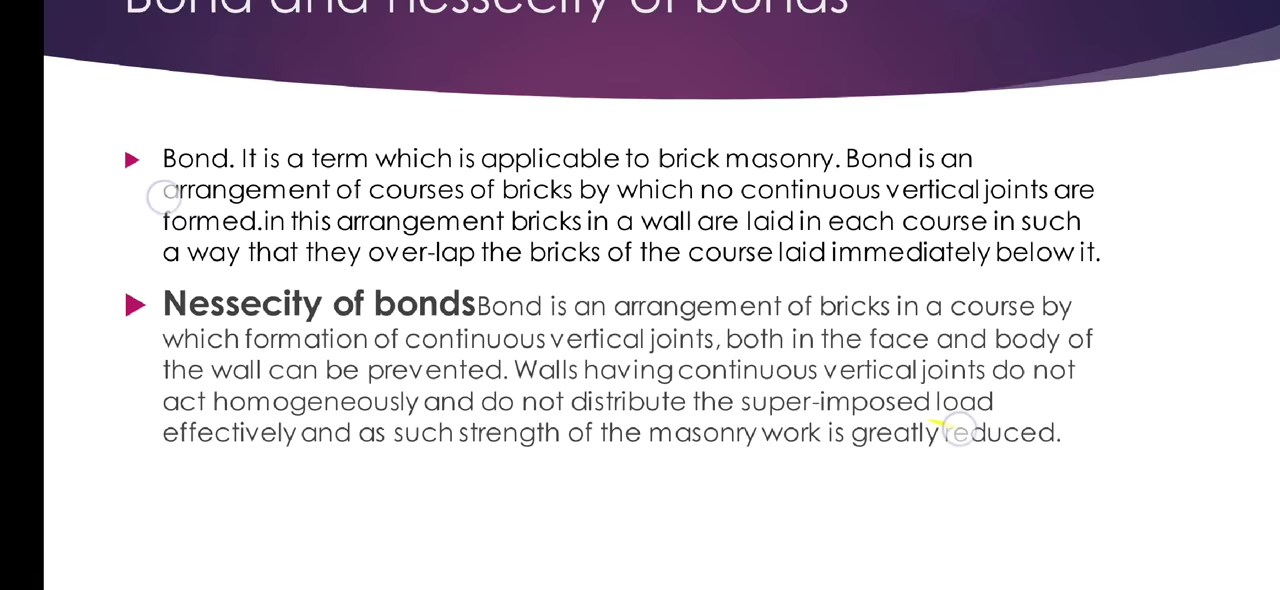 Bond and nessecity of bonds
Bond. It is a term which is applicable to brick masonry. Bond is an
arrangement of courses of bricks by which no continuous vertical joints are
formed.in this arrangement bricks in a wall are laid in each course in such
a way that they over-lap the bricks of the course laid immediately below it.
Nessecity of bondsBond is an arrangement of bricks in a course by
which formation of continuous vertical joints, both in the face and body of
the wall can be prevented. Walls having continuous vertical joints do not
act homogeneously and do not distribute the super-imposed load
effectively and as such strength of the masonry work is greatly reduced.